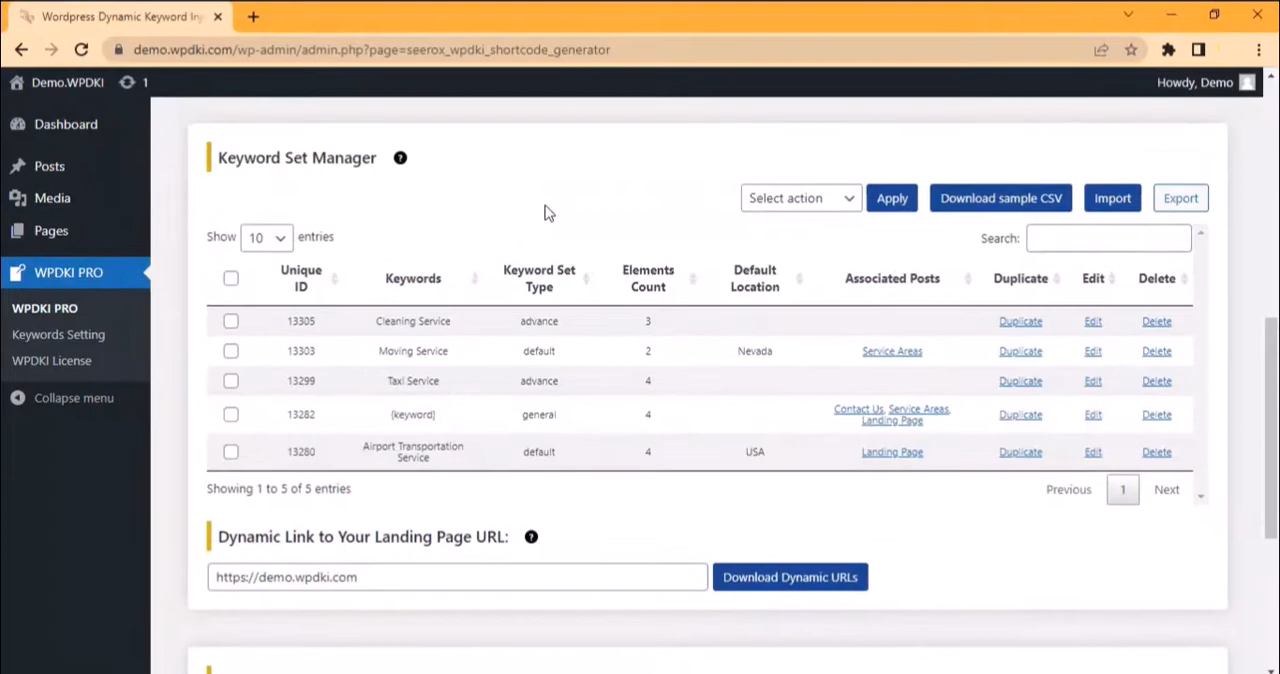 Wordpress Dynamic Keyword In
demo.wpdki.com/wp-admin/admin.php?page=seerox_wpdki_shortcode_generator
Demo.WPDKI 1
Howdy, Demo
Dashboard
Posts
Media
Pages
WPDKI PRO
WPDKI PRO
Keywords Setting
WPDKI License
Collapse menu
Keyword Set Manager
Select action Apply Download sample CSV Import Export
Show 10 entries Search:
Unique ID Keywords Keyword Set Type Elements Count Default Location Associated Posts Duplicate Edit Delete
13305 Cleaning Service advance 3 Duplicate Edit Delete
13303 Moving Service default 2 Nevada Service Areas Duplicate Edit Delete
13299 Taxi Service advance 4 Duplicate Edit Delete
13282 {keyword} general 4 Contact Us, Service Areas, Landing Page Duplicate Edit Delete
13280 Airport Transportation Service default 4 USA Landing Page Duplicate Edit Delete
Showing 1 to 5 of 5 entries Previous 1 Next
Dynamic Link to Your Landing Page URL:
https://demo.wpdki.com Download Dynamic URLs